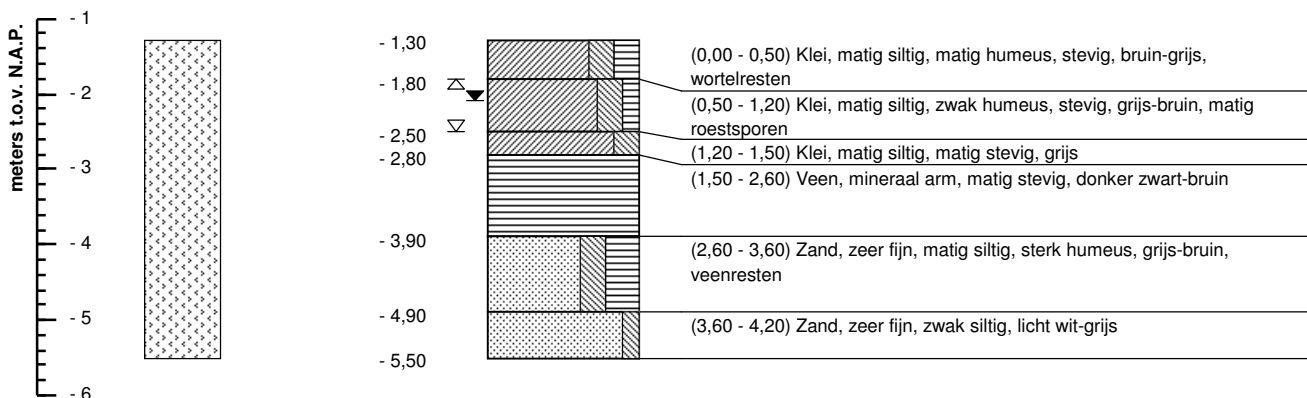 meters t.o.v. N.A.P.
- 1
- 2
- 3
- 4
- 5
- 6
- 1,30
- 1,80
- 2,50
- 2,80
- 3,90
- 4,90
- 5,50
(0,00 - 0,50) Klei, matig siltig, matig humeus, stevig, bruin-grijs,
wortelresten
(0,50 - 1,20) Klei, matig siltig, zwak humeus, stevig, grijs-bruin, matig
roestsporen
(1,20 - 1,50) Klei, matig siltig, matig stevig, grijs
(1,50 - 2,60) Veen, mineraal arm, matig stevig, donker zwart-bruin
(2,60 - 3,60) Zand, zeer fijn, matig siltig, sterk humeus, grijs-bruin,
veenresten
(3,60 - 4,20) Zand, zeer fijn, zwak siltig, licht wit-grijs